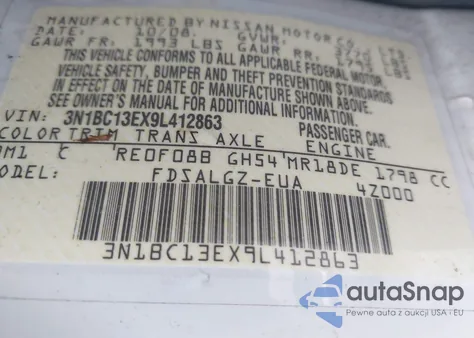 MANUFACTURED BY NISSAN MOTOR CO.
DATE: 10/08. GVWR:
GAWR FR: 1993 LBS GAWR RR:
THIS VEHICLE CONFORMS TO ALL APPLICABLE FEDERAL MOTOR
VEHICLE SAFETY, BUMPER AND THEFT PREVENTION STANDARDS
IN EFFECT ON THE DATE OF MANUFACTURE SHOWN ABOVE.
SEE OWNER'S MANUAL FOR ADDITIONAL INFORMATION.
VIN: 3N1BC13EX9L412863 PASSENGER CAR.
COLOR TRIM TRANS AXLE ENGINE
C 'RE0F08B GH54'MR18DE 1798 CC
ODEL: FDSALGZ-EUA 4Z000
3N1BC13EX9L412863
autoSnap
Pewne auta z aukcji USA i EU